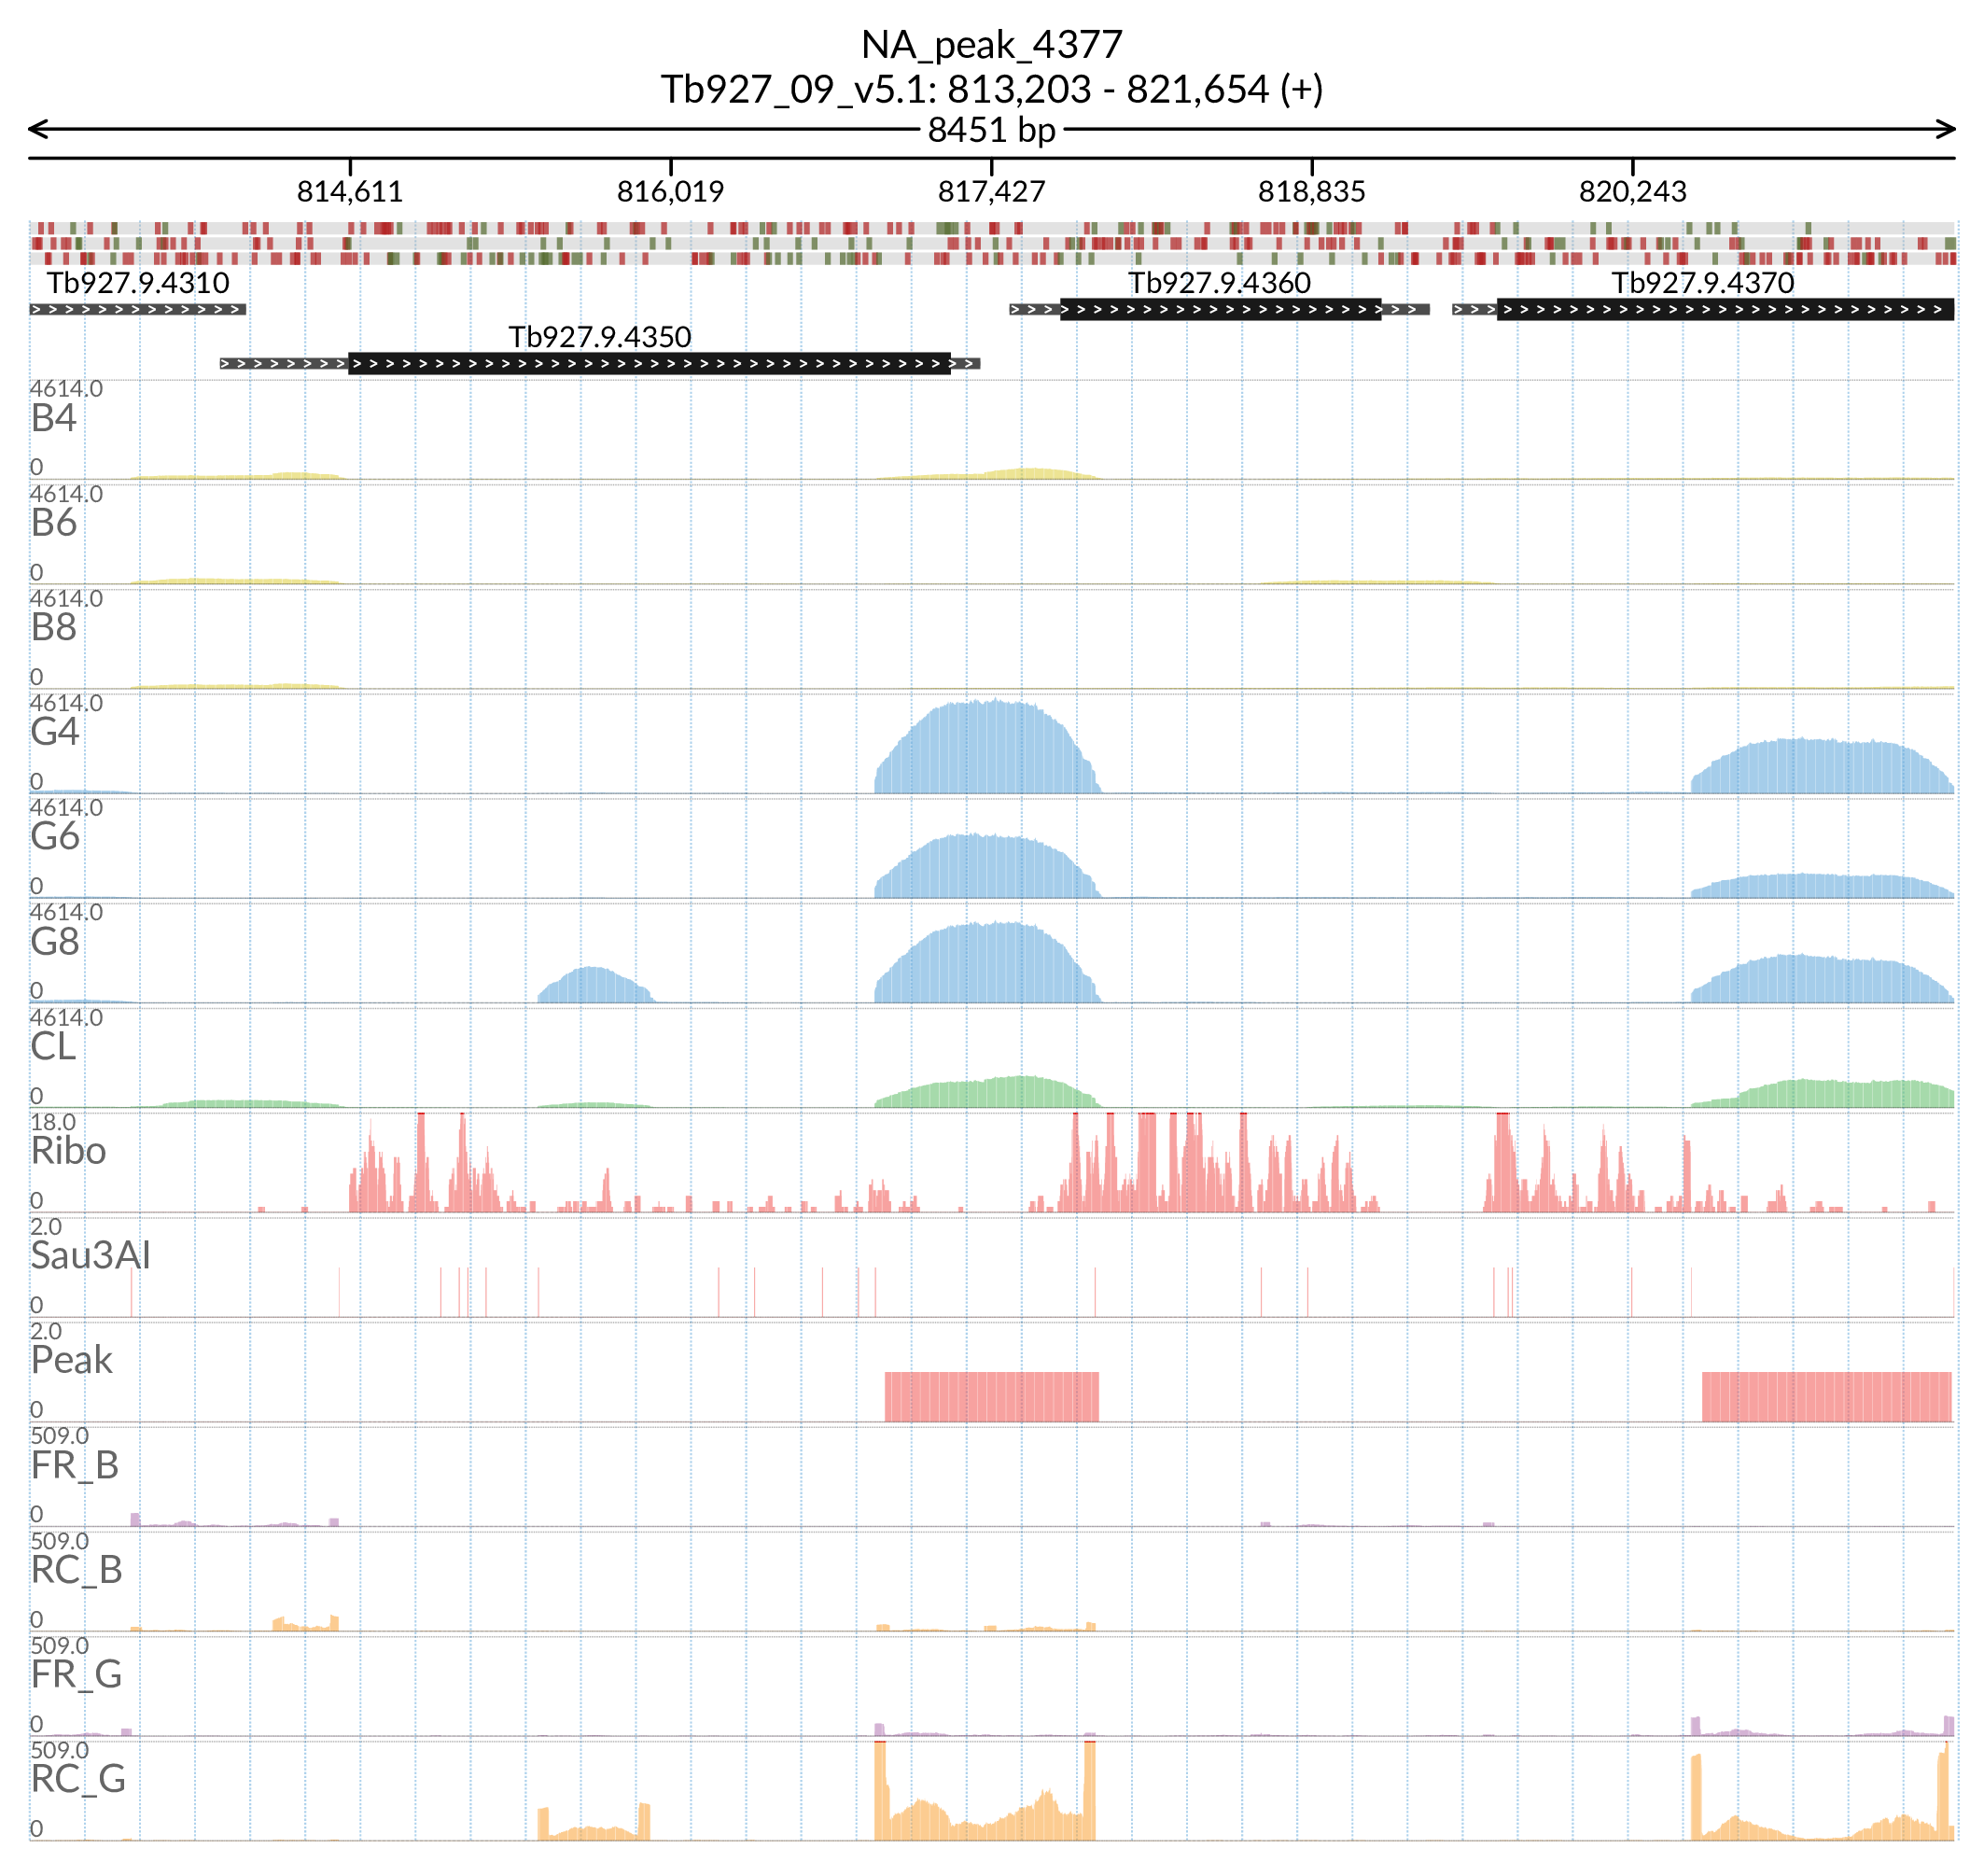 NA_peak_4377
Tb927_09_v5.1: 813,203 - 821,654 (+)
8451 bp
814,611 816,019 817,427 818,835 820,243
Tb927.9.4310 Tb927.9.4360 Tb927.9.4370
Tb927.9.4350
4614.0
B4
0
4614.0
B6
0
4614.0
B8
0
4614.0
G4
0
4614.0
G6
0
4614.0
G8
0
4614.0
CL
0
18.0
Ribo
0
2.0
Sau3AI
0
2.0
Peak
0
509.0
FR_B
0
509.0
RC_B
0
509.0
FR_G
0
509.0
RC_G
0